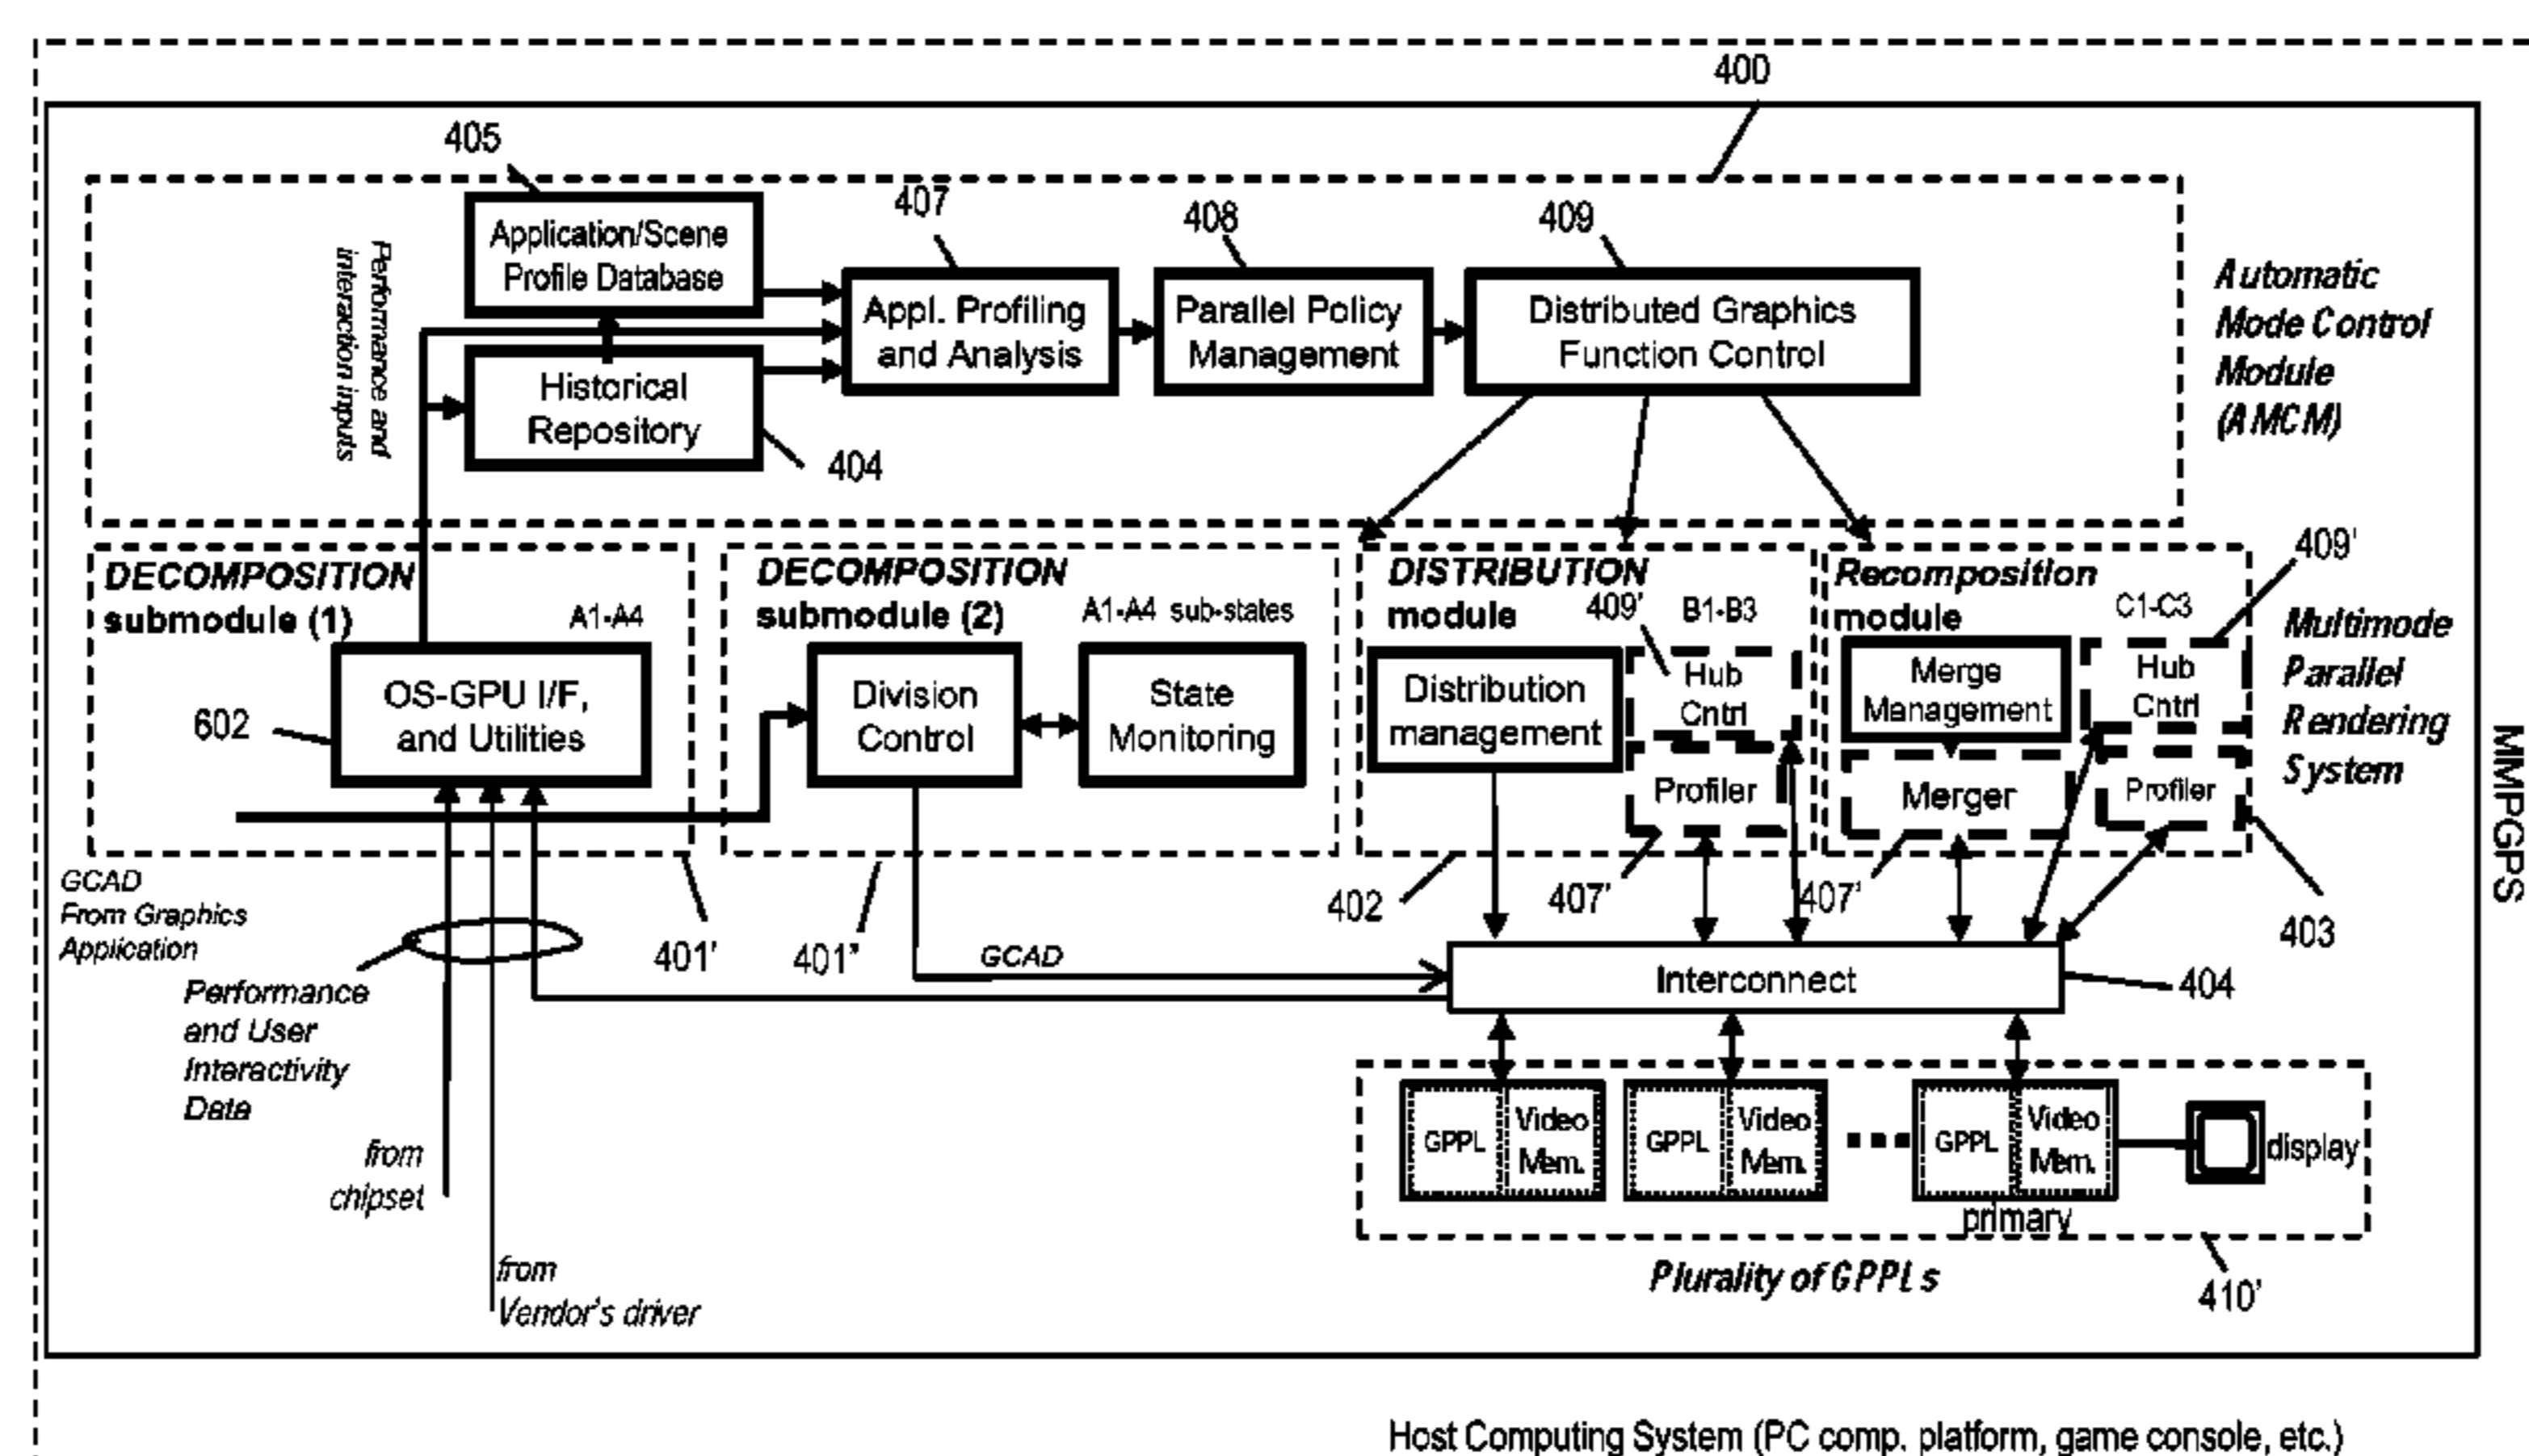 400
405
Application/Scene
Profile Database
407
408
409
Performance and
interaction inputs
Appl. Profiling
and Analysis
Parallel Policy
Management
Distributed Graphics
Function Control
Automatic
Mode Control
Module
(AMCM)
Historical
Repository
404
DECOMPOSITION
submodule (1)
A1-A4
OS-GPU I/F,
and Utilities
602
DECOMPOSITION
submodule (2)
A1-A4 sub-states
Division
Control
State
Monitoring
DISTRIBUTION
module
409'
B1-B3
Distribution
management
Hub
Cntrl
Profiler
Recomposition
module
C1-C3
409'
Merge
Management
Hub
Cntrl
Merger
Profiler
Multimode
Parallel
Rendering
System
MMPGPS
GCAD
From Graphics
Application
401'
401"
402
407'
407'
403
Performance
and User
Interactivity
Data
GCAD
Interconnect
404
from
chipset
from
Vendor's driver
GPPL
Video
Mem.
GPPL
Video
Mem.
GPPL
Video
Mem.
display
primary
Plurality of GPPLs
410'
Host Computing System (PC comp. platform, game console, etc.)